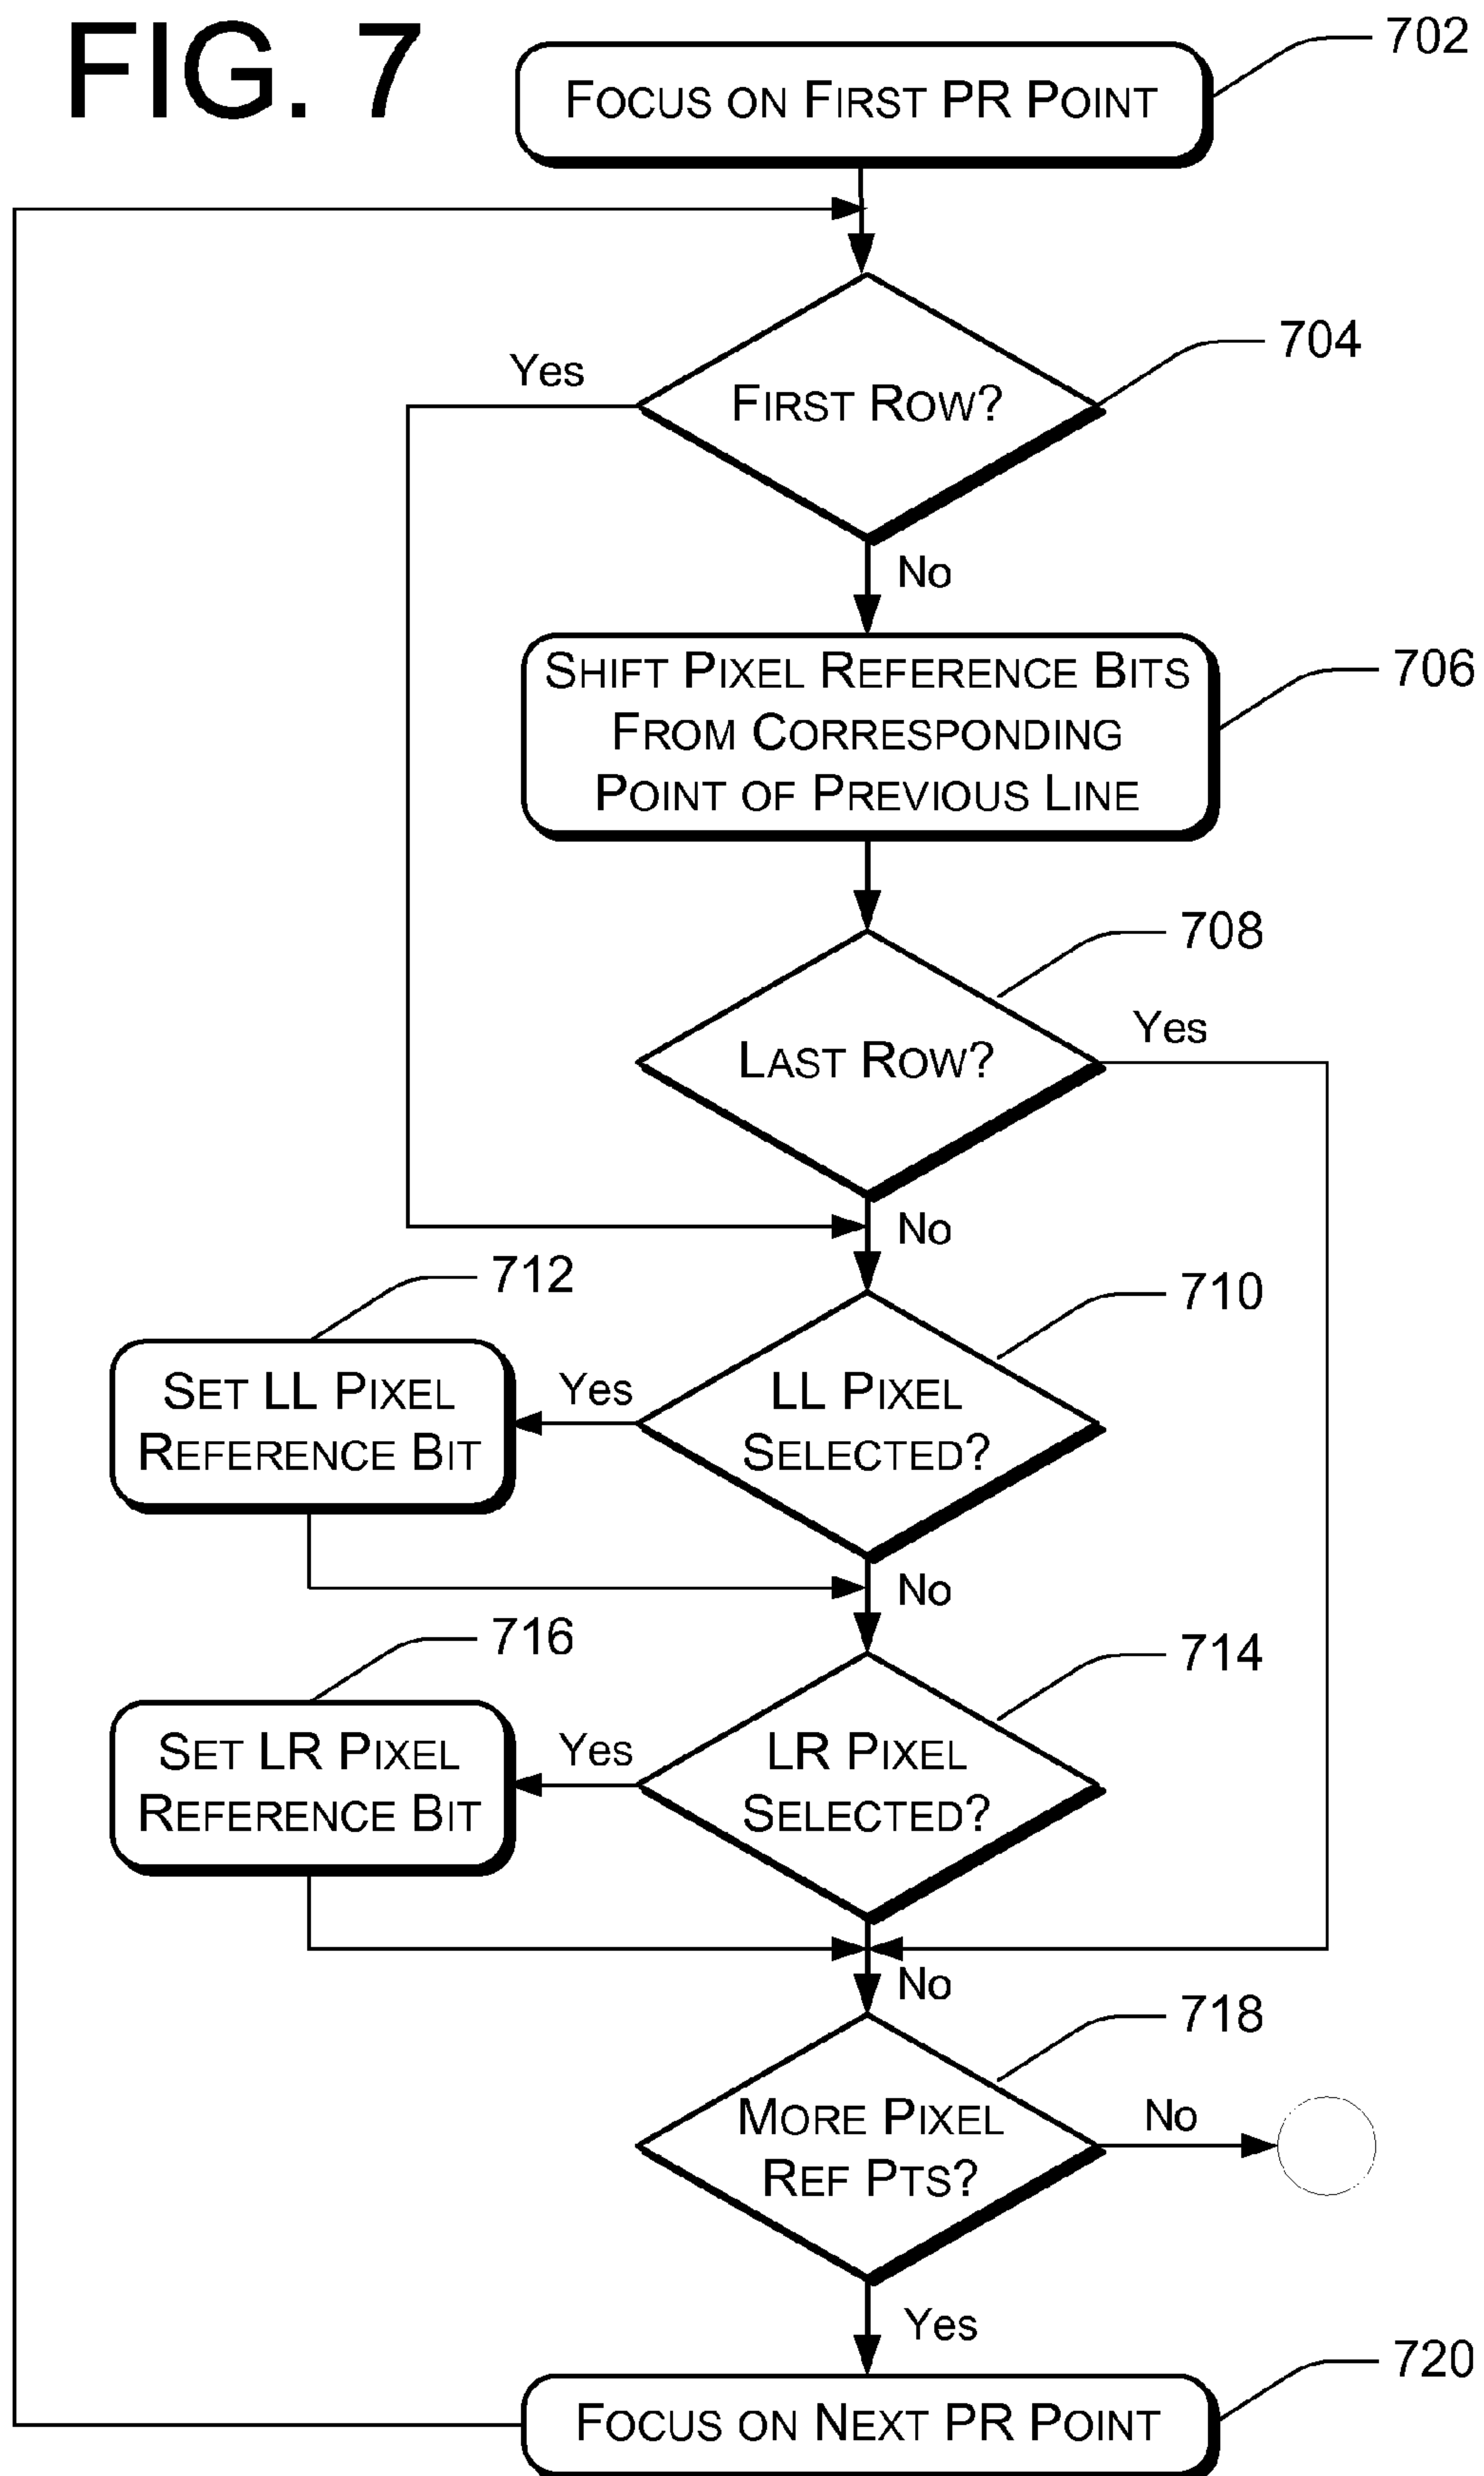 FIG. 7
702
FOCUS ON FIRST PR POINT
704
Yes
FIRST ROW?
No
706
SHIFT PIXEL REFERENCE BITS
FROM CORRESPONDING
POINT OF PREVIOUS LINE
708
Yes
LAST ROW?
No
712
710
SET LL PIXEL
REFERENCE BIT
Yes
LL PIXEL
SELECTED?
No
716
714
SET LR PIXEL
REFERENCE BIT
Yes
LR PIXEL
SELECTED?
No
718
MORE PIXEL
REF PTS?
No
Yes
720
FOCUS ON NEXT PR POINT